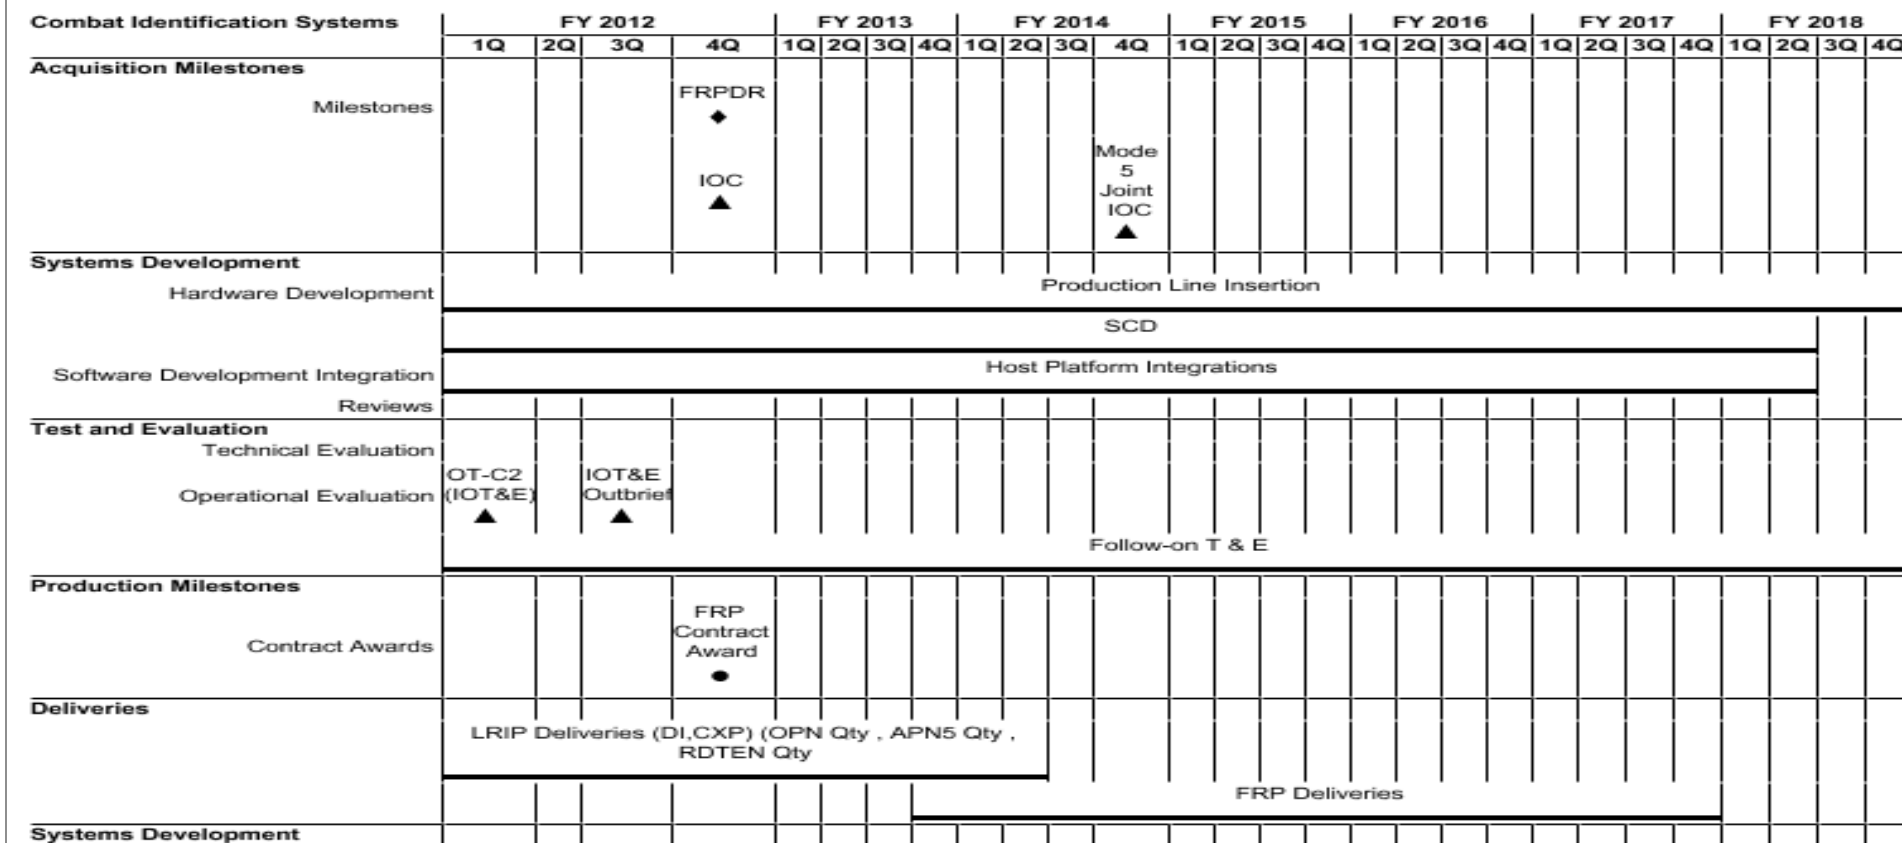 Combat Identification Systems FY 2012 FY 2013 FY 2014 FY 2015 FY 2016 FY 2017 FY 2018
1Q 2Q 3Q 4Q 1Q 2Q 3Q 4Q 1Q 2Q 3Q 4Q 1Q 2Q 3Q 4Q 1Q 2Q 3Q 4Q 1Q 2Q 3Q 4Q 1Q 2Q 3Q 4Q
Acquisition Milestones
Milestones
FRPDR
IOC
Mode
5
Joint
IOC
Systems Development
Hardware Development
Production Line Insertion
SCD
Software Development Integration
Host Platform Integrations
Reviews
Test and Evaluation
Technical Evaluation
Operational Evaluation
OT-C2
(IOT&E)
IOT&E
Outbrief
Follow-on T & E
Production Milestones
Contract Awards
FRP
Contract
Award
Deliveries
LRIP Deliveries (DI,CXP) (OPN Qty , APN5 Qty ,
RDTEN Qty
FRP Deliveries
Systems Development